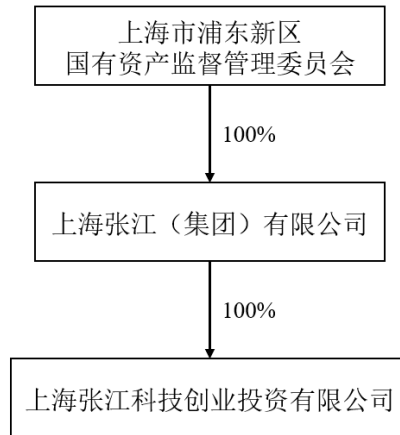 上海市浦东新区
国有资产监督管理委员会
100%
上海张江（集团）有限公司
100%
上海张江科技创业投资有限公司